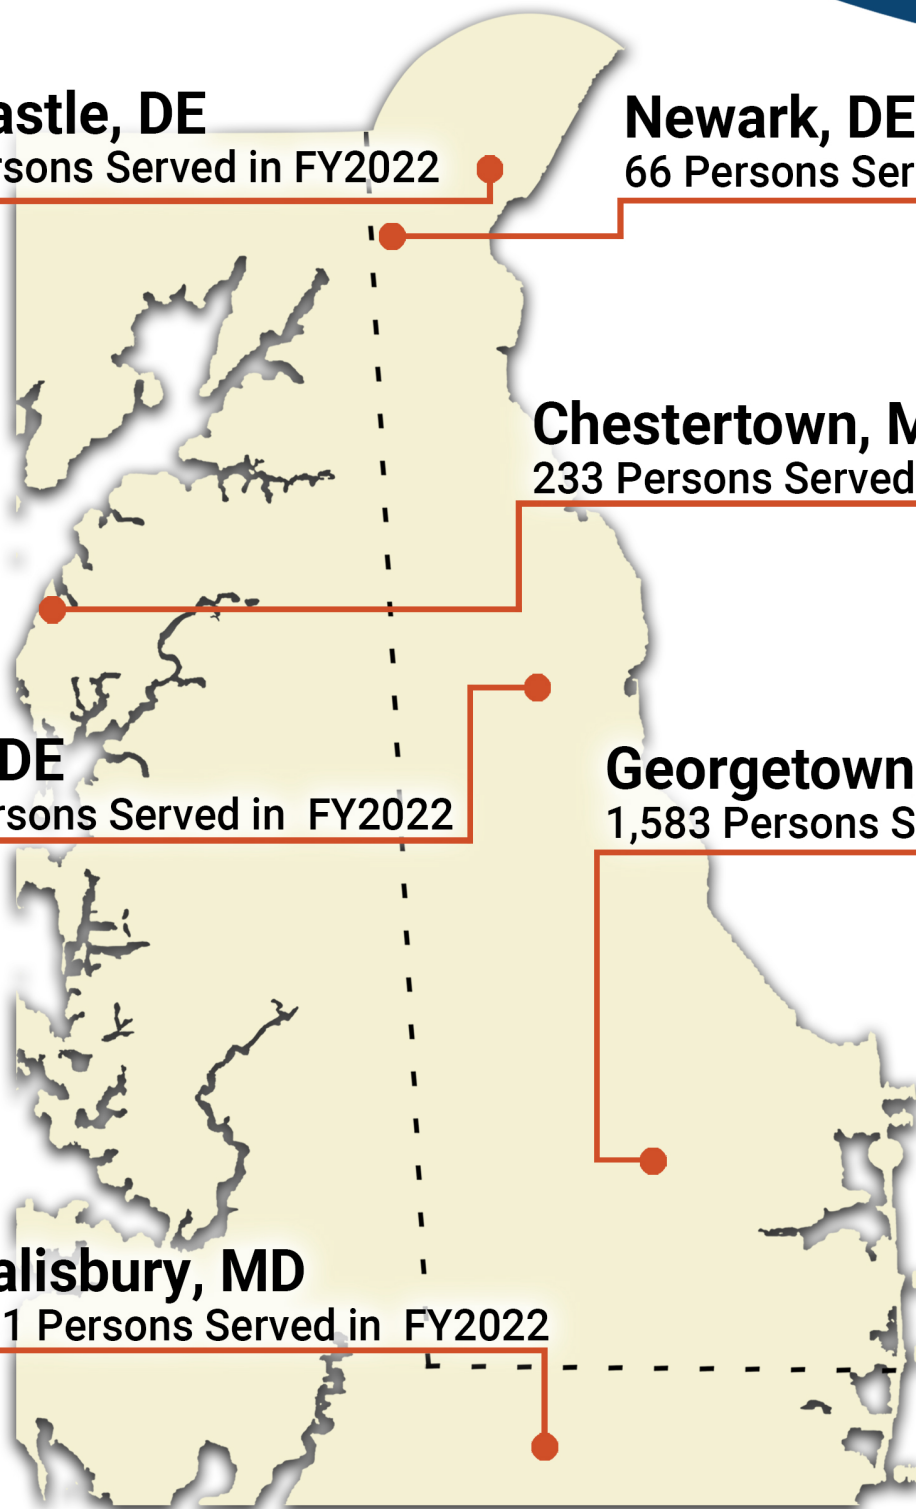 astle, DE
rsons Served in FY2022
Newark, DE
66 Persons Ser
Chestertown, M
233 Persons Served
DE
rsons Served in FY2022
Georgetown
1,583 Persons S
alisbury, MD
1 Persons Served in FY2022